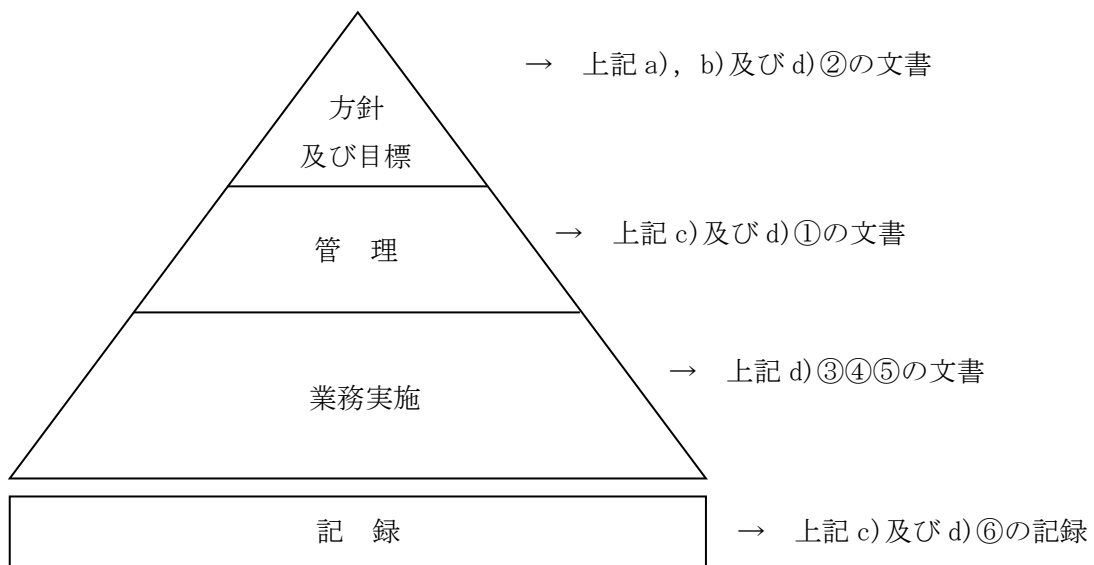 → 上記 a), b)及び d)②の文書
方針
及び目標
→ 上記 c)及び d)①の文書
管 理
→ 上記 d)③④⑤の文書
業務実施
記 録
→ 上記 c)及び d)⑥の記録